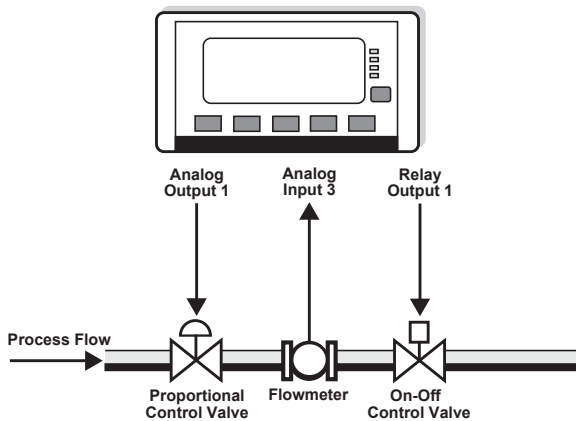 Analog
Output 1
Analog
Input 3
Relay
Output 1
Process Flow
Proportional
Control Valve
Flowmeter
On-Off
Control Valve